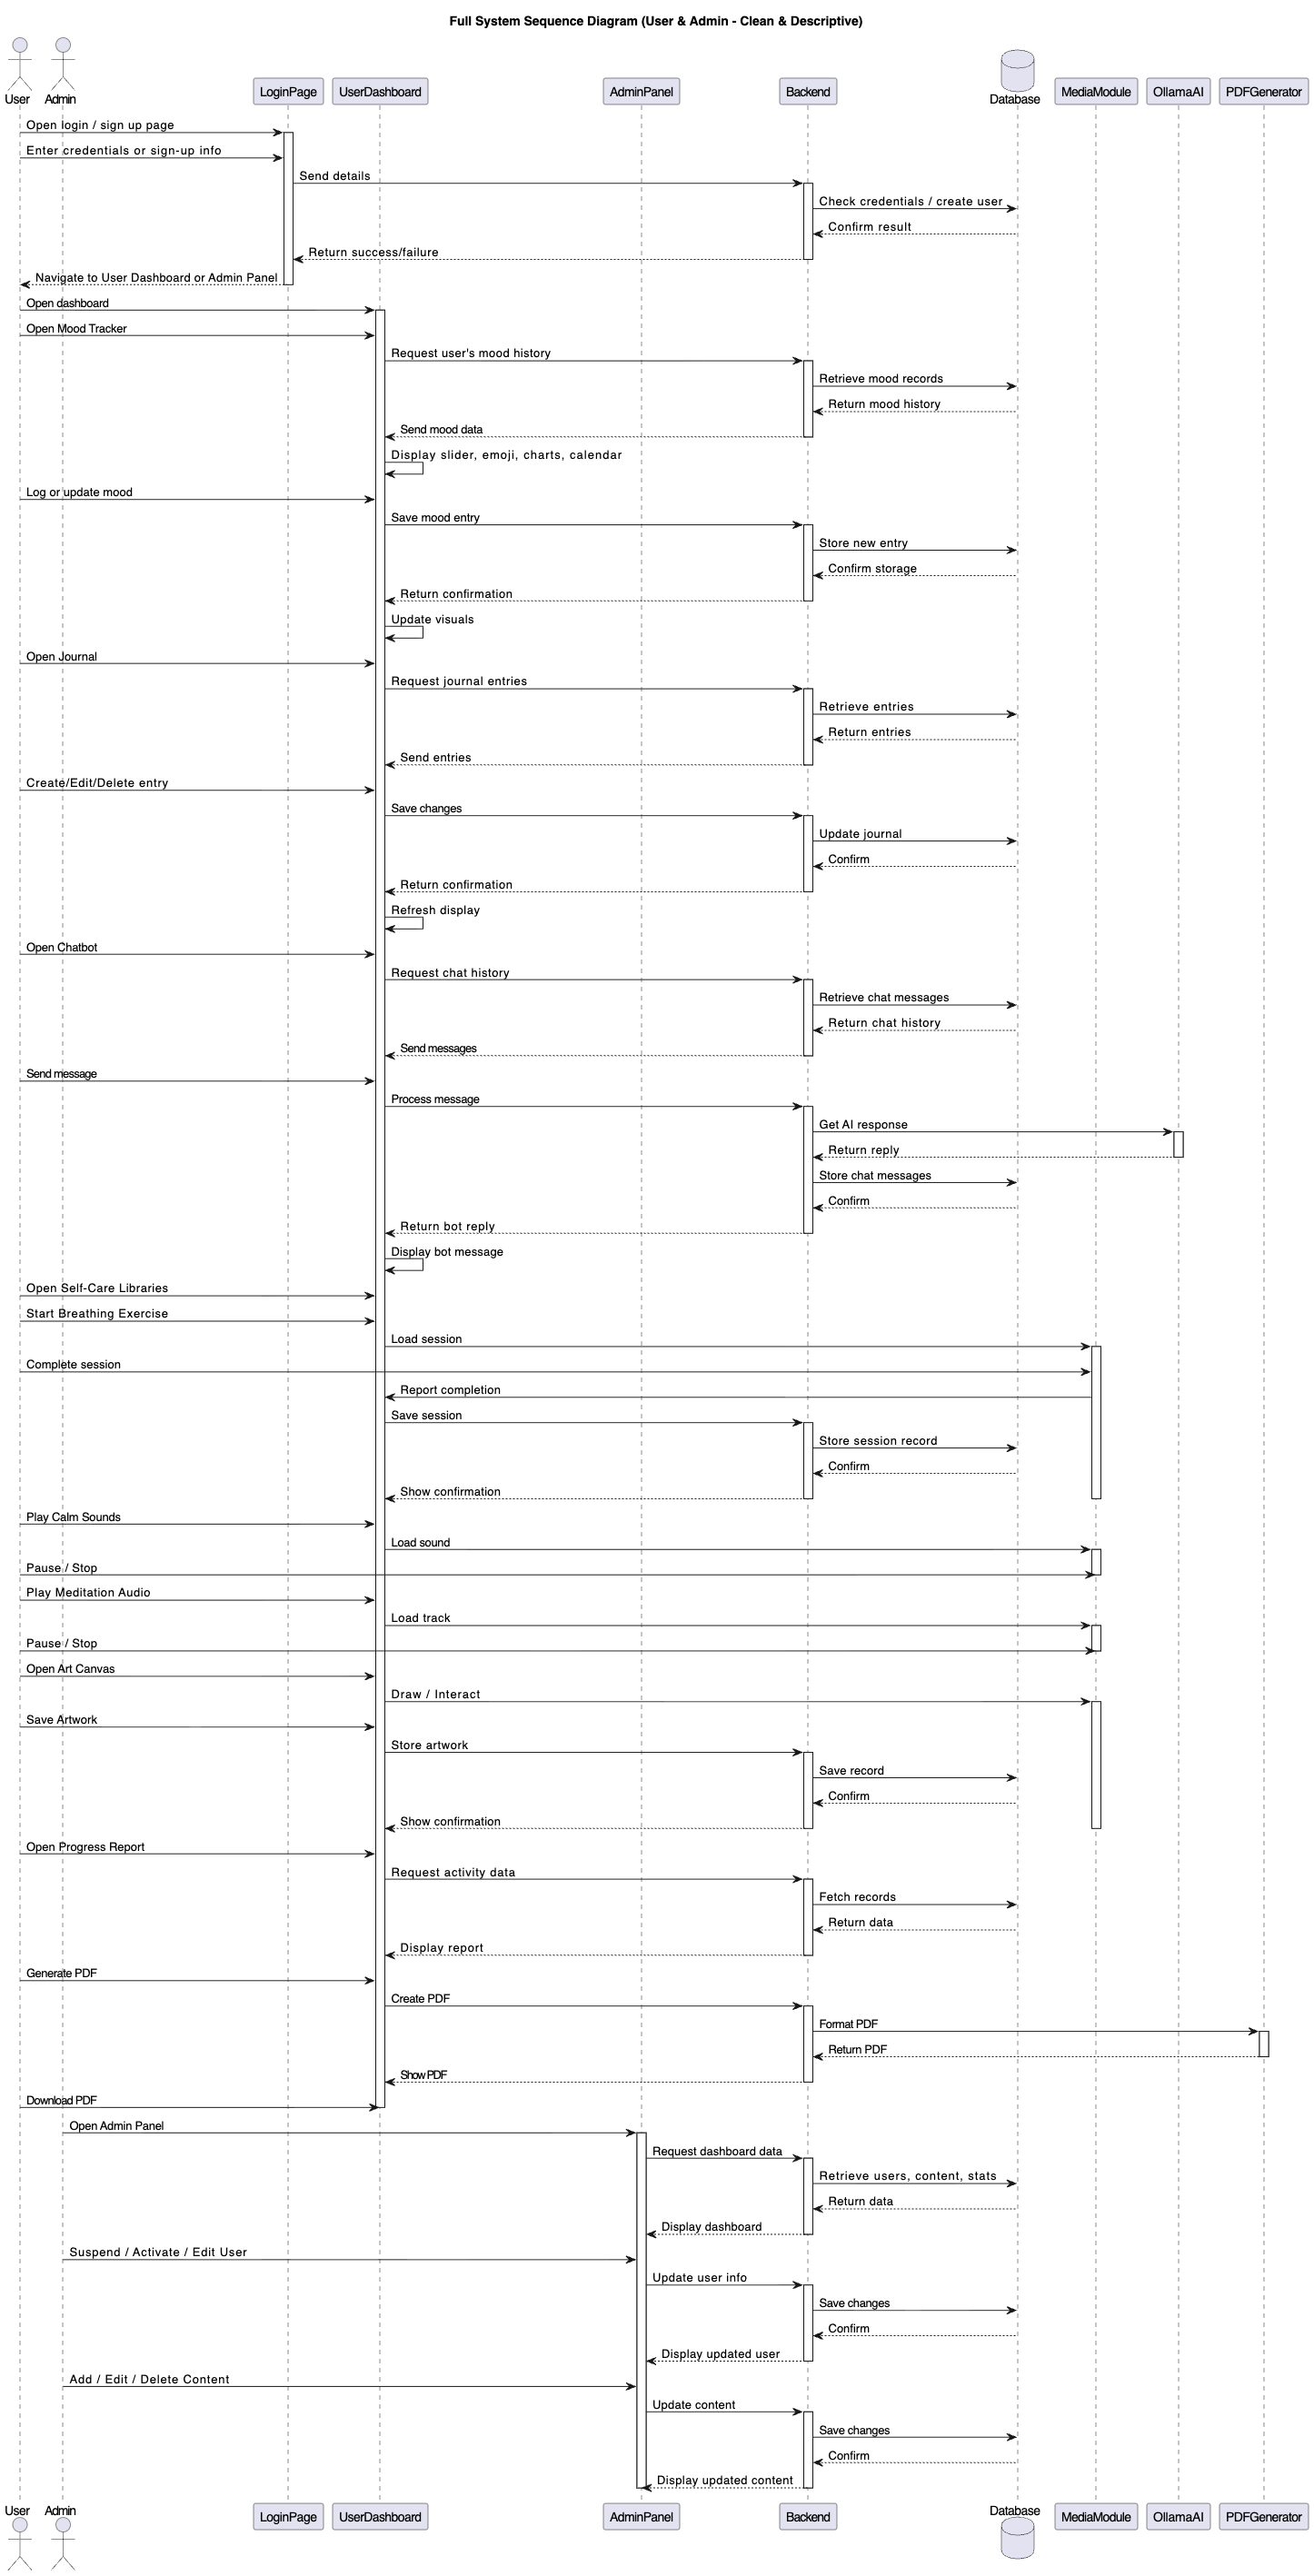 Full System Sequence Diagram (User & Admin - Clean & Descriptive)
User
Admin
LoginPage
UserDashboard
AdminPanel
Backend
Database
MediaModule
OllamaAI
PDFGenerator
Open login / sign up page
Enter credentials or sign-up info
Send details
Check credentials / create user
Confirm result
Return success/failure
Navigate to User Dashboard or Admin Panel
Open dashboard
Open Mood Tracker
Request user's mood history
Retrieve mood records
Return mood history
Send mood data
Display slider, emoji, charts, calendar
Log or update mood
Save mood entry
Store new entry
Confirm storage
Return confirmation
Update visuals
Open Journal
Request journal entries
Retrieve entries
Return entries
Send entries
Create/Edit/Delete entry
Save changes
Update journal
Confirm
Return confirmation
Refresh display
Open Chatbot
Request chat history
Retrieve chat messages
Return chat history
Send messages
Send message
Process message
Get AI response
Return reply
Store chat messages
Confirm
Return bot reply
Display bot message
Open Self-Care Libraries
Start Breathing Exercise
Load session
Complete session
Report completion
Save session
Store session record
Confirm
Show confirmation
Play Calm Sounds
Load sound
Pause / Stop
Play Meditation Audio
Load track
Pause / Stop
Open Art Canvas
Draw / Interact
Save Artwork
Store artwork
Save record
Confirm
Show confirmation
Open Progress Report
Request activity data
Fetch records
Return data
Display report
Generate PDF
Create PDF
Format PDF
Return PDF
Show PDF
Download PDF
Open Admin Panel
Request dashboard data
Retrieve users, content, stats
Return data
Display dashboard
Suspend / Activate / Edit User
Update user info
Save changes
Confirm
Display updated user
Add / Edit / Delete Content
Update content
Save changes
Confirm
Display updated content
User
Admin
LoginPage
UserDashboard
AdminPanel
Backend
Database
MediaModule
OllamaAI
PDFGenerator